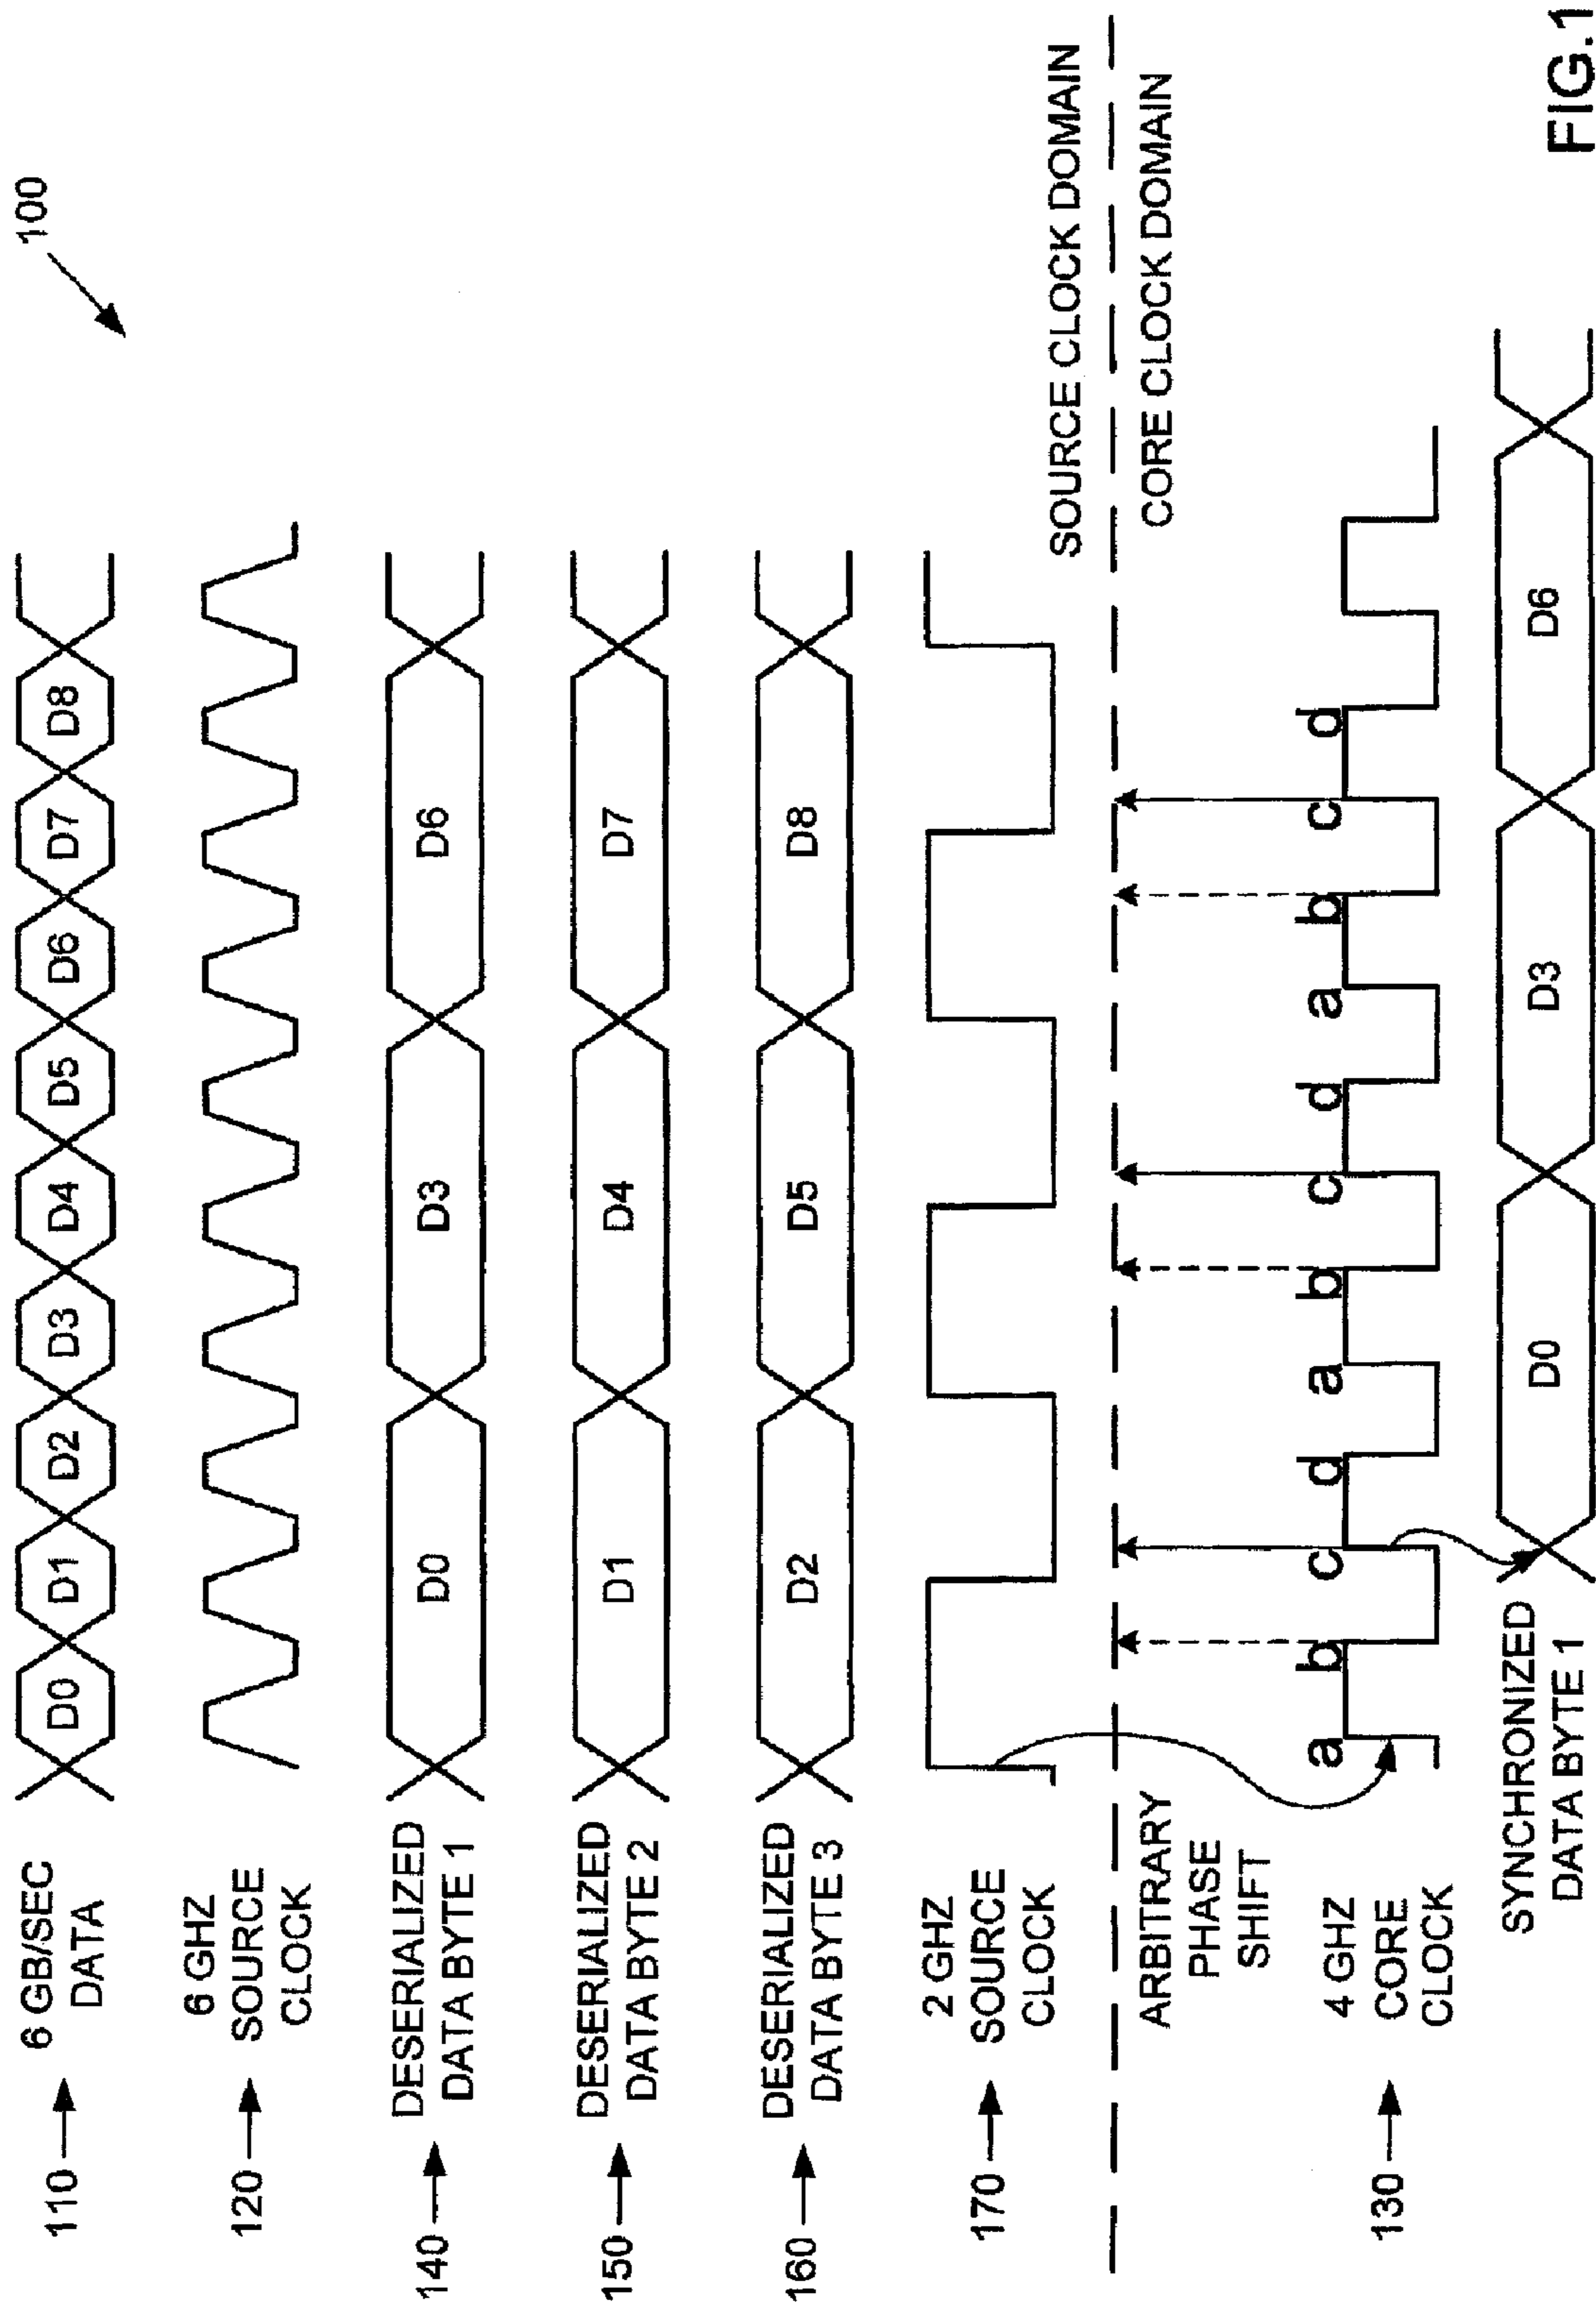 100
110
6 GB/SEC
DATA
D0 D1 D2 D3 D4 D5 D6 D7 D8
120
6 GHZ
SOURCE
CLOCK
140
DESERIALIZED
DATA BYTE 1
D0 D3 D6
150
DESERIALIZED
DATA BYTE 2
D1 D4 D7
160
DESERIALIZED
DATA BYTE 3
D2 D5 D8
170
2 GHZ
SOURCE
CLOCK
SOURCE CLOCK DOMAIN
CORE CLOCK DOMAIN
ARBITRARY
PHASE
SHIFT
130
4 GHZ
CORE
CLOCK
a b c d a b c d a b c d
SYNCHRONIZED
DATA BYTE 1
D0 D3 D6
FIG.1